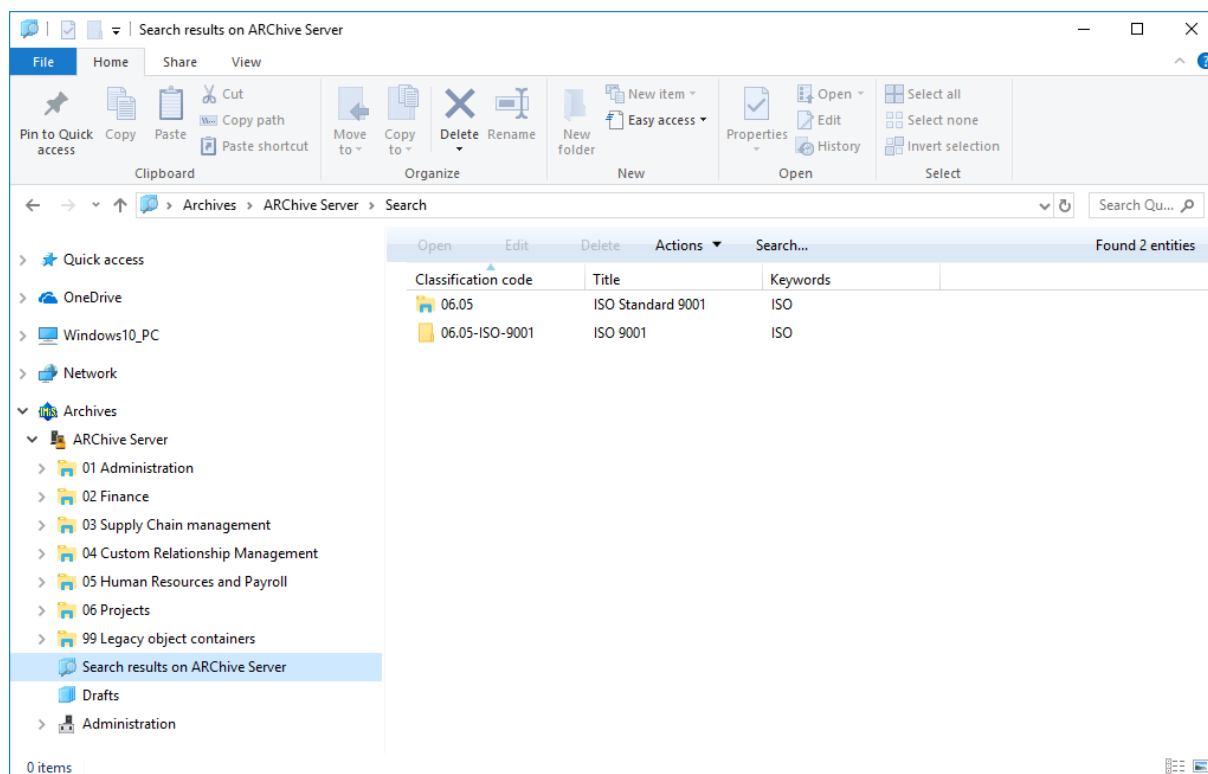 Search results on ARChive Server
File Home Share View
Pin to Quick access
Copy
Paste
Cut
Copy path
Paste shortcut
Clipboard
Move to
Copy to
Delete
Rename
Organize
New folder
New item
Easy access
New
Properties
Open
Edit
History
Open
Select all
Select none
Invert selection
Select
Archives > ARChive Server > Search
Search Qu...
Quick access
OneDrive
Windows10_PC
Network
Archives
ARChive Server
01 Administration
02 Finance
03 Supply Chain management
04 Custom Relationship Management
05 Human Resources and Payroll
06 Projects
99 Legacy object containers
Search results on ARChive Server
Drafts
Administration
Open Edit Delete Actions Search... Found 2 entities
Classification code Title Keywords
06.05 ISO Standard 9001 ISO
06.05-ISO-9001 ISO 9001 ISO
0 items